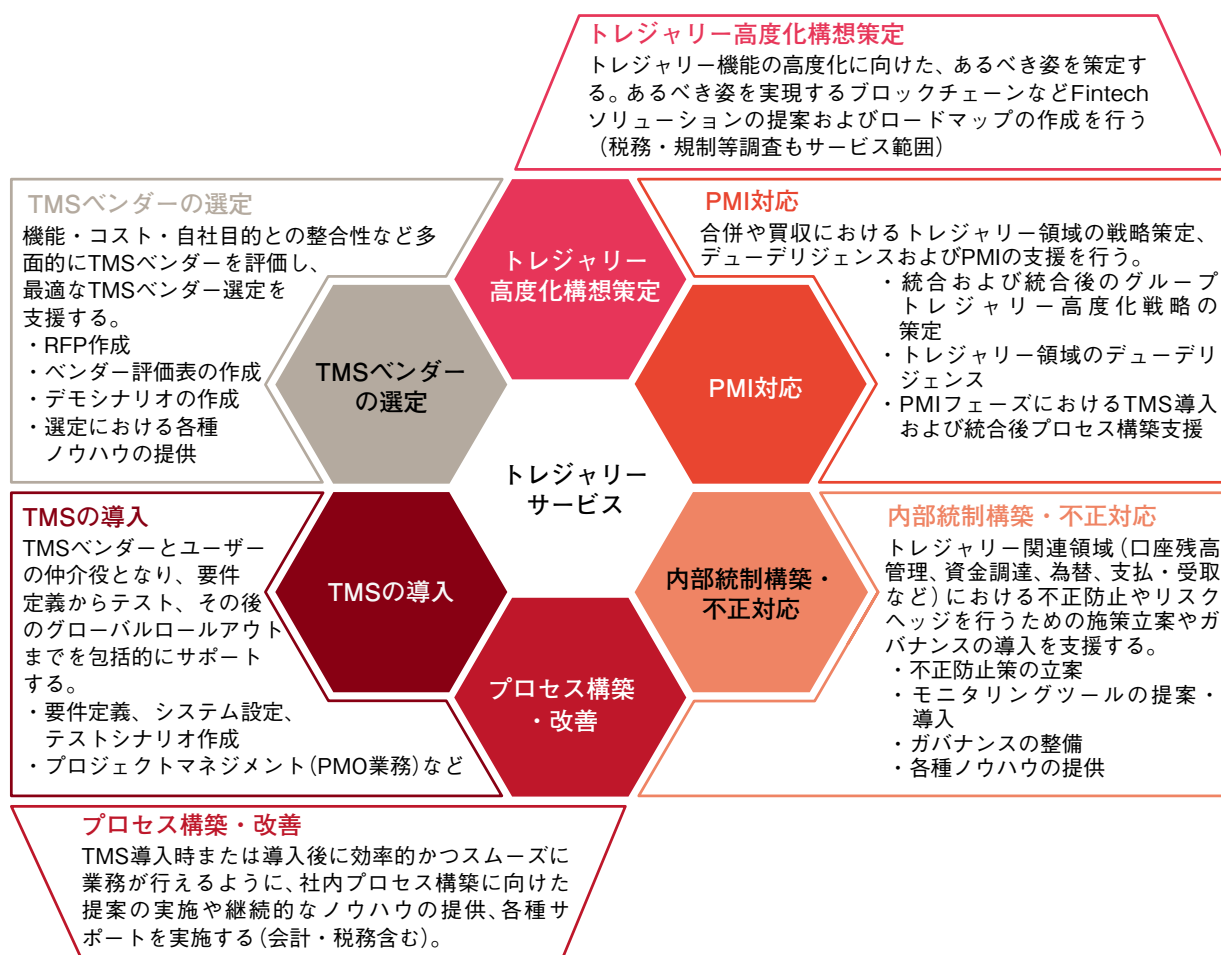 トレジャリー高度化構想策定
トレジャリー機能の高度化に向けた、あるべき姿を策定す
る。あるべき姿を実現するブロックチェーンなどFintech
ソリューションの提案およびロードマップの作成を行う
（税務・規制等調査もサービス範囲）
TMSベンダーの選定
機能・コスト・自社目的との整合性など多
面的にTMSベンダーを評価し、
最適なTMSベンダー選定を
支援する。
・RFP作成
・ベンダー評価表の作成
・デモシナリオの作成
・選定における各種
ノウハウの提供
トレジャリー
高度化構想策定
PMI対応
合併や買収におけるトレジャリー領域の戦略策定、
デューデリジェンスおよびPMIの支援を行う。
・統合および統合後のグループ
トレジャリー高度化戦略の
策定
・トレジャリー領域のデューデリ
ジェンス
・PMIフェーズにおけるTMS導入
および統合後プロセス構築支援
TMSベンダー
の選定
PMI対応
トレジャリー
サービス
TMSの導入
TMSベンダーとユーザー
の仲介役となり、要件
定義からテスト、その後
のグローバルロールアウト
までを包括的にサポート
する。
・要件定義、システム設定、
テストシナリオ作成
・プロジェクトマネジメント（PMO業務）など
TMSの導入
内部統制構築・
不正対応
内部統制構築・不正対応
トレジャリー関連領域（口座残高
管理、資金調達、為替、支払・受取
など）における不正防止やリスク
ヘッジを行うための施策立案やガ
バナンスの導入を支援する。
・不正防止策の立案
・モニタリングツールの提案・
導入
・ガバナンスの整備
・各種ノウハウの提供
プロセス構築
・改善
プロセス構築・改善
TMS導入時または導入後に効率的かつスムーズに
業務が行えるように、社内プロセス構築に向けた
提案の実施や継続的なノウハウの提供、各種サ
ポートを実施する（会計・税務含む）。